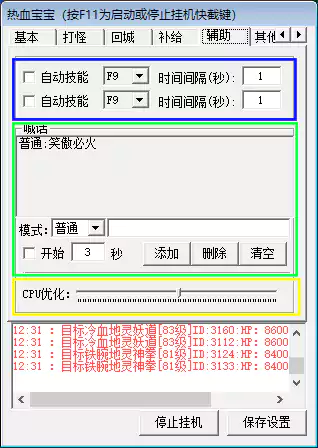 热血宝宝（按F11为启动或停止挂机快截键）
基本 打怪 回城 补给 辅助 其他
自动技能 F9 时间间隔(秒): 1
自动技能 F9 时间间隔(秒): 1
喊话
普通:笑傲必火
模式: 普通
开始 3 秒 添加 删除 清空
CPU优化:
12:31 : 目标冷血地灵妖道[83级]ID:3160:HP: 8600
12:31 : 目标冷血地灵妖道[83级]ID:3112:HP: 8600
12:31 : 目标铁腕地灵神拳[81级]ID:3124:HP: 8400
12:31 : 目标铁腕地灵神拳[81级]ID:3133:HP: 8400
停止挂机 保存设置